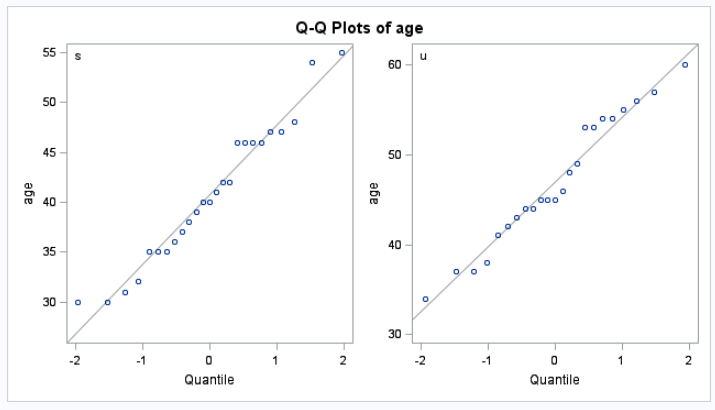 Q-Q Plots of age
s
55
50
45
40
35
30
age
-2 -1 0 1 2
Quantile
u
60
50
40
30
age
-2 -1 0 1 2
Quantile